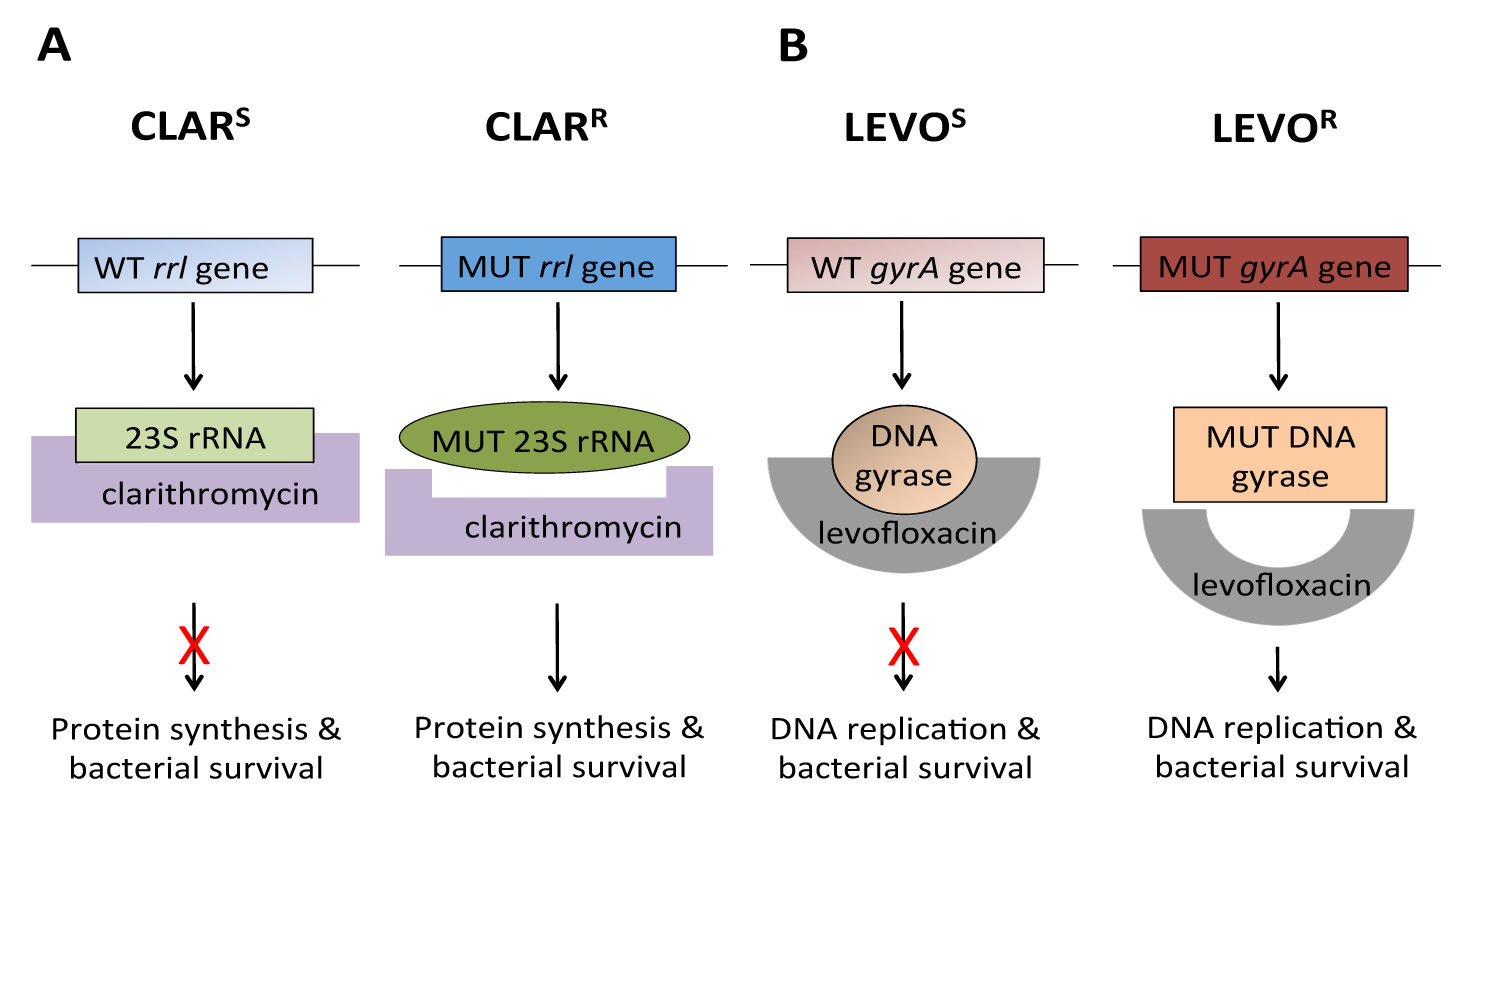 A
CLARS
CLARR
WT rrl gene
MUT rrl gene
23S rRNA
clarithromycin
MUT 23S rRNA
clarithromycin
X
Protein synthesis &
bacterial survival
Protein synthesis &
bacterial survival
B
LEVOS
LEVOR
WT gyrA gene
MUT gyrA gene
DNA
gyrase
levofloxacin
MUT DNA
gyrase
levofloxacin
X
DNA replication &
bacterial survival
DNA replication &
bacterial survival